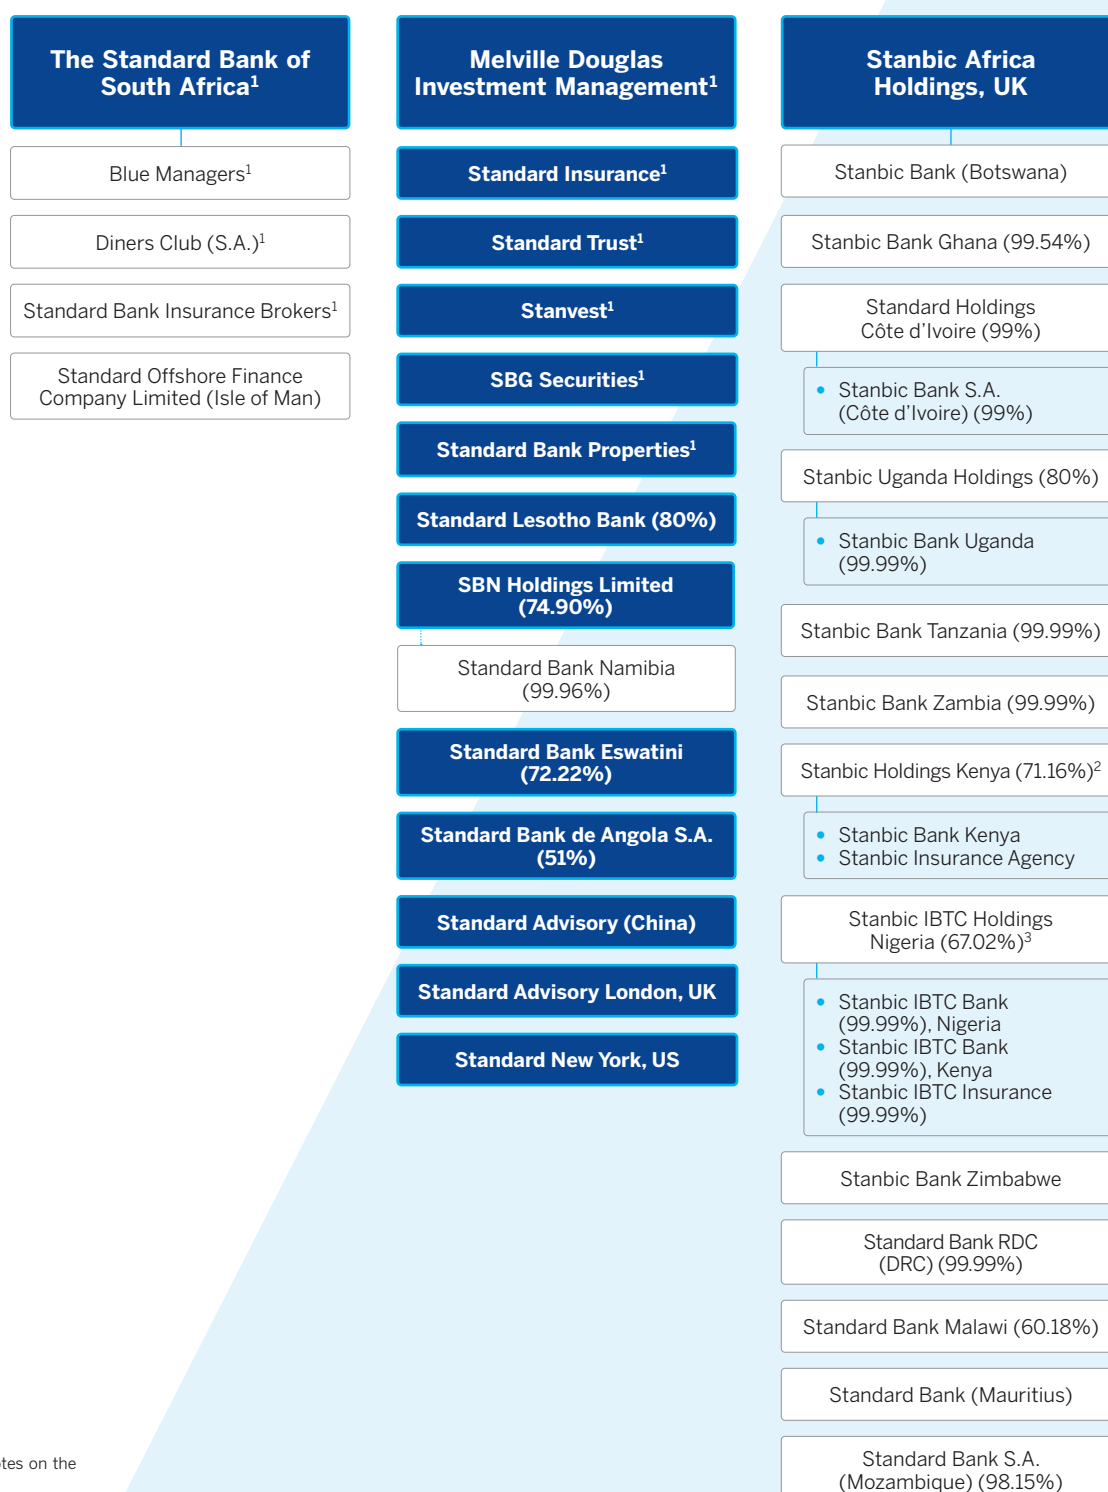 The Standard Bank of
South Africa¹
Blue Managers¹
Diners Club (S.A.)¹
Standard Bank Insurance Brokers¹
Standard Offshore Finance
Company Limited (Isle of Man)
Melville Douglas
Investment Management¹
Standard Insurance¹
Standard Trust¹
Stanvest¹
SBG Securities¹
Standard Bank Properties¹
Standard Lesotho Bank (80%)
SBN Holdings Limited
(74.90%)
Standard Bank Namibia
(99.96%)
Standard Bank Eswatini
(72.22%)
Standard Bank de Angola S.A.
(51%)
Standard Advisory (China)
Standard Advisory London, UK
Standard New York, US
Stanbic Africa
Holdings, UK
Stanbic Bank (Botswana)
Stanbic Bank Ghana (99.54%)
Standard Holdings
Côte d’Ivoire (99%)
• Stanbic Bank S.A.
(Côte d’Ivoire) (99%)
Stanbic Uganda Holdings (80%)
• Stanbic Bank Uganda
(99.99%)
Stanbic Bank Tanzania (99.99%)
Stanbic Bank Zambia (99.99%)
Stanbic Holdings Kenya (71.16%)²
• Stanbic Bank Kenya
• Stanbic Insurance Agency
Stanbic IBTC Holdings
Nigeria (67.02%)³
• Stanbic IBTC Bank
(99.99%), Nigeria
• Stanbic IBTC Bank
(99.99%), Kenya
• Stanbic IBTC Insurance
(99.99%)
Stanbic Bank Zimbabwe
Standard Bank RDC
(DRC) (99.99%)
Standard Bank Malawi (60.18%)
Standard Bank (Mauritius)
Standard Bank S.A.
(Mozambique) (98.15%)
on the